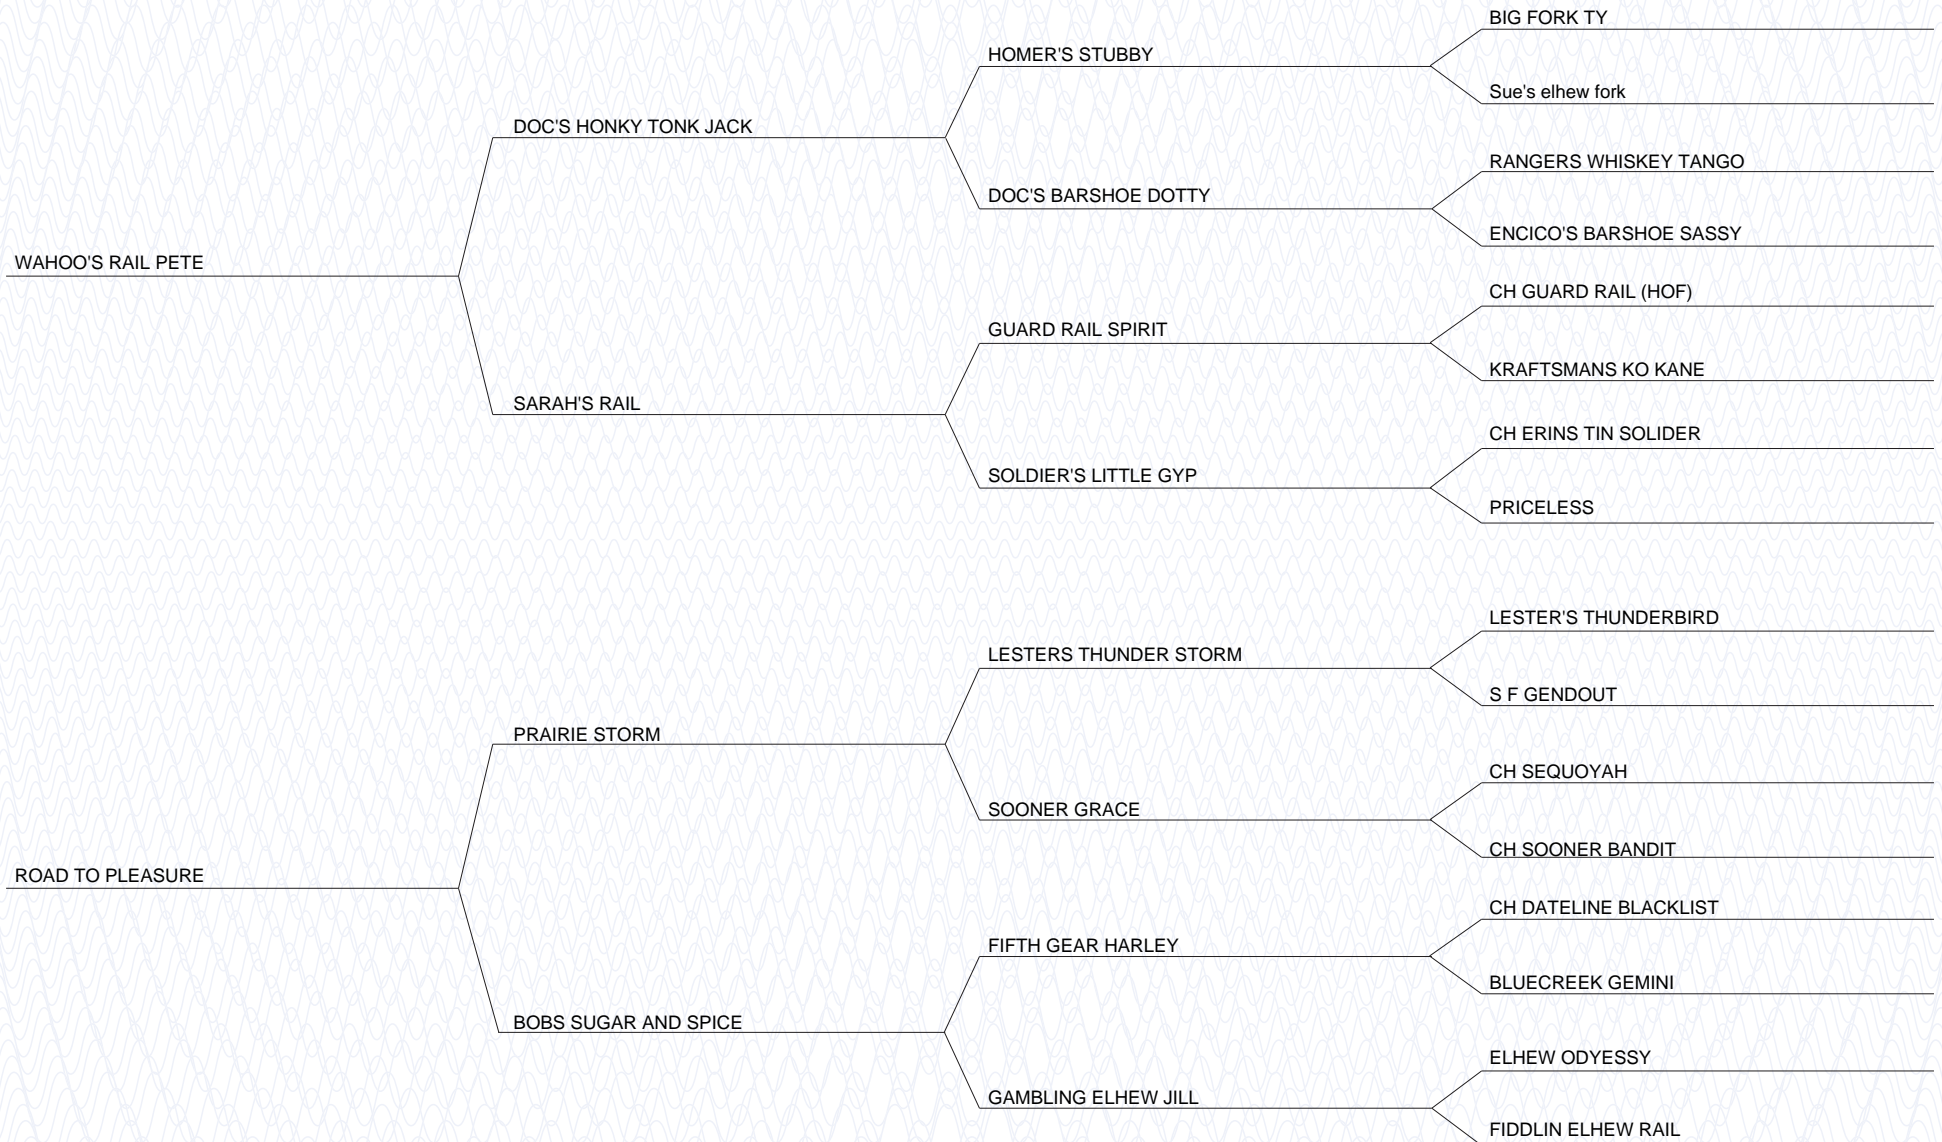 BIG FORK TY
HOMER'S STUBBY
Sue's elhew fork
DOC'S HONKY TONK JACK
RANGERS WHISKEY TANGO
DOC'S BARSHOE DOTTY
ENCICO'S BARSHOE SASSY
WAHOO'S RAIL PETE
CH GUARD RAIL (HOF)
GUARD RAIL SPIRIT
KRAFTSMANS KO KANE
SARAH'S RAIL
CH ERINS TIN SOLIDER
SOLDIER'S LITTLE GYP
PRICELESS
LESTER'S THUNDERBIRD
LESTERS THUNDER STORM
S F GENDOUT
PRAIRIE STORM
CH SEQUOYAH
SOONER GRACE
CH SOONER BANDIT
ROAD TO PLEASURE
CH DATELINE BLACKLIST
FIFTH GEAR HARLEY
BLUECREEK GEMINI
BOBS SUGAR AND SPICE
ELHEW ODYESSY
GAMBLING ELHEW JILL
FIDDLIN ELHEW RAIL